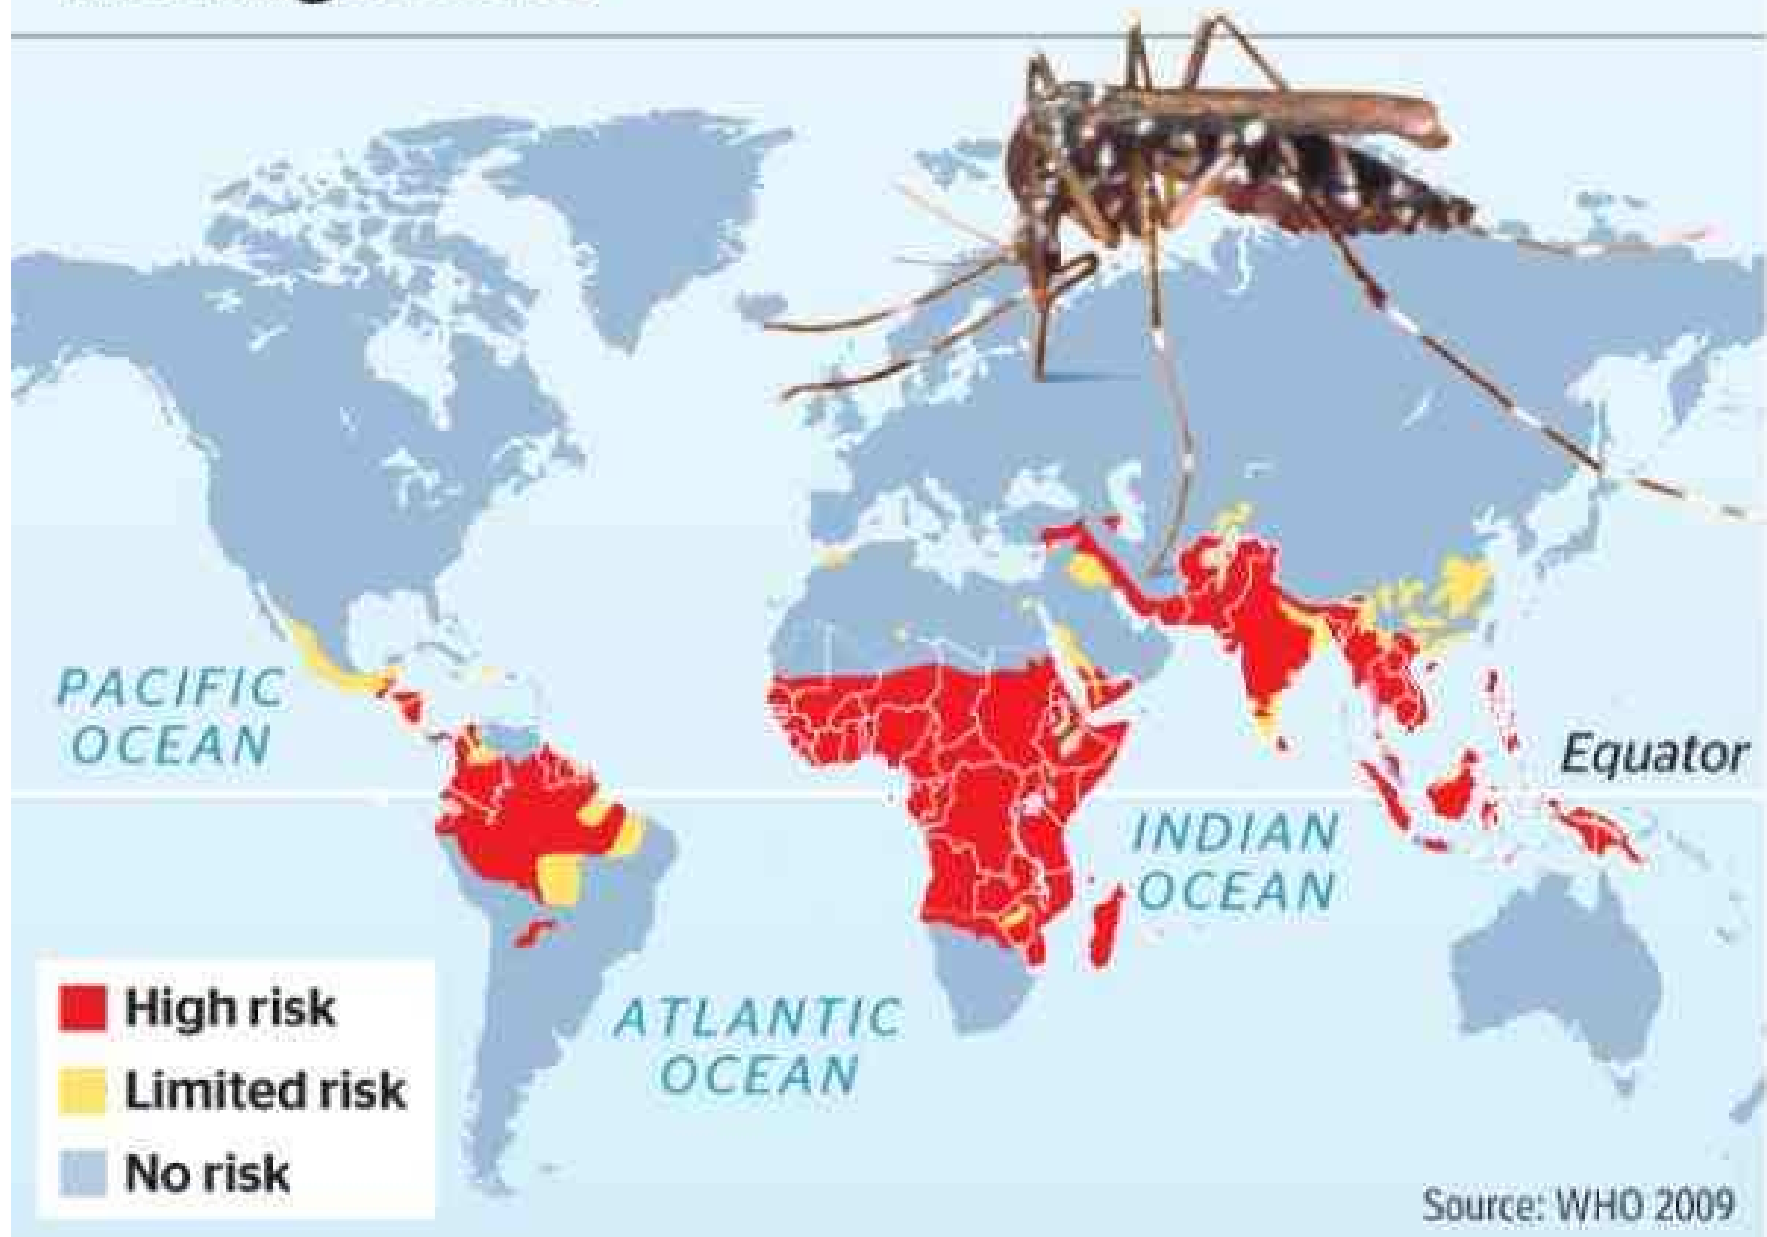 PACIFIC
OCEAN
Equator
INDIAN
OCEAN
ATLANTIC
OCEAN
High risk
Limited risk
No risk
Source: WHO 2009